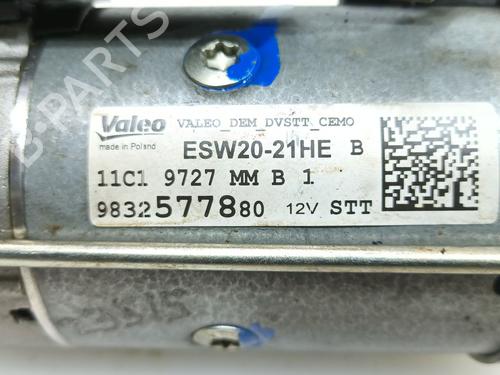 Valeo VALEO_DEM_DVSTT_CEMO
made in Poland
ESW20-21HE B
11C1 9727 MM B 1
9832577880 12V STT
B-PARTS